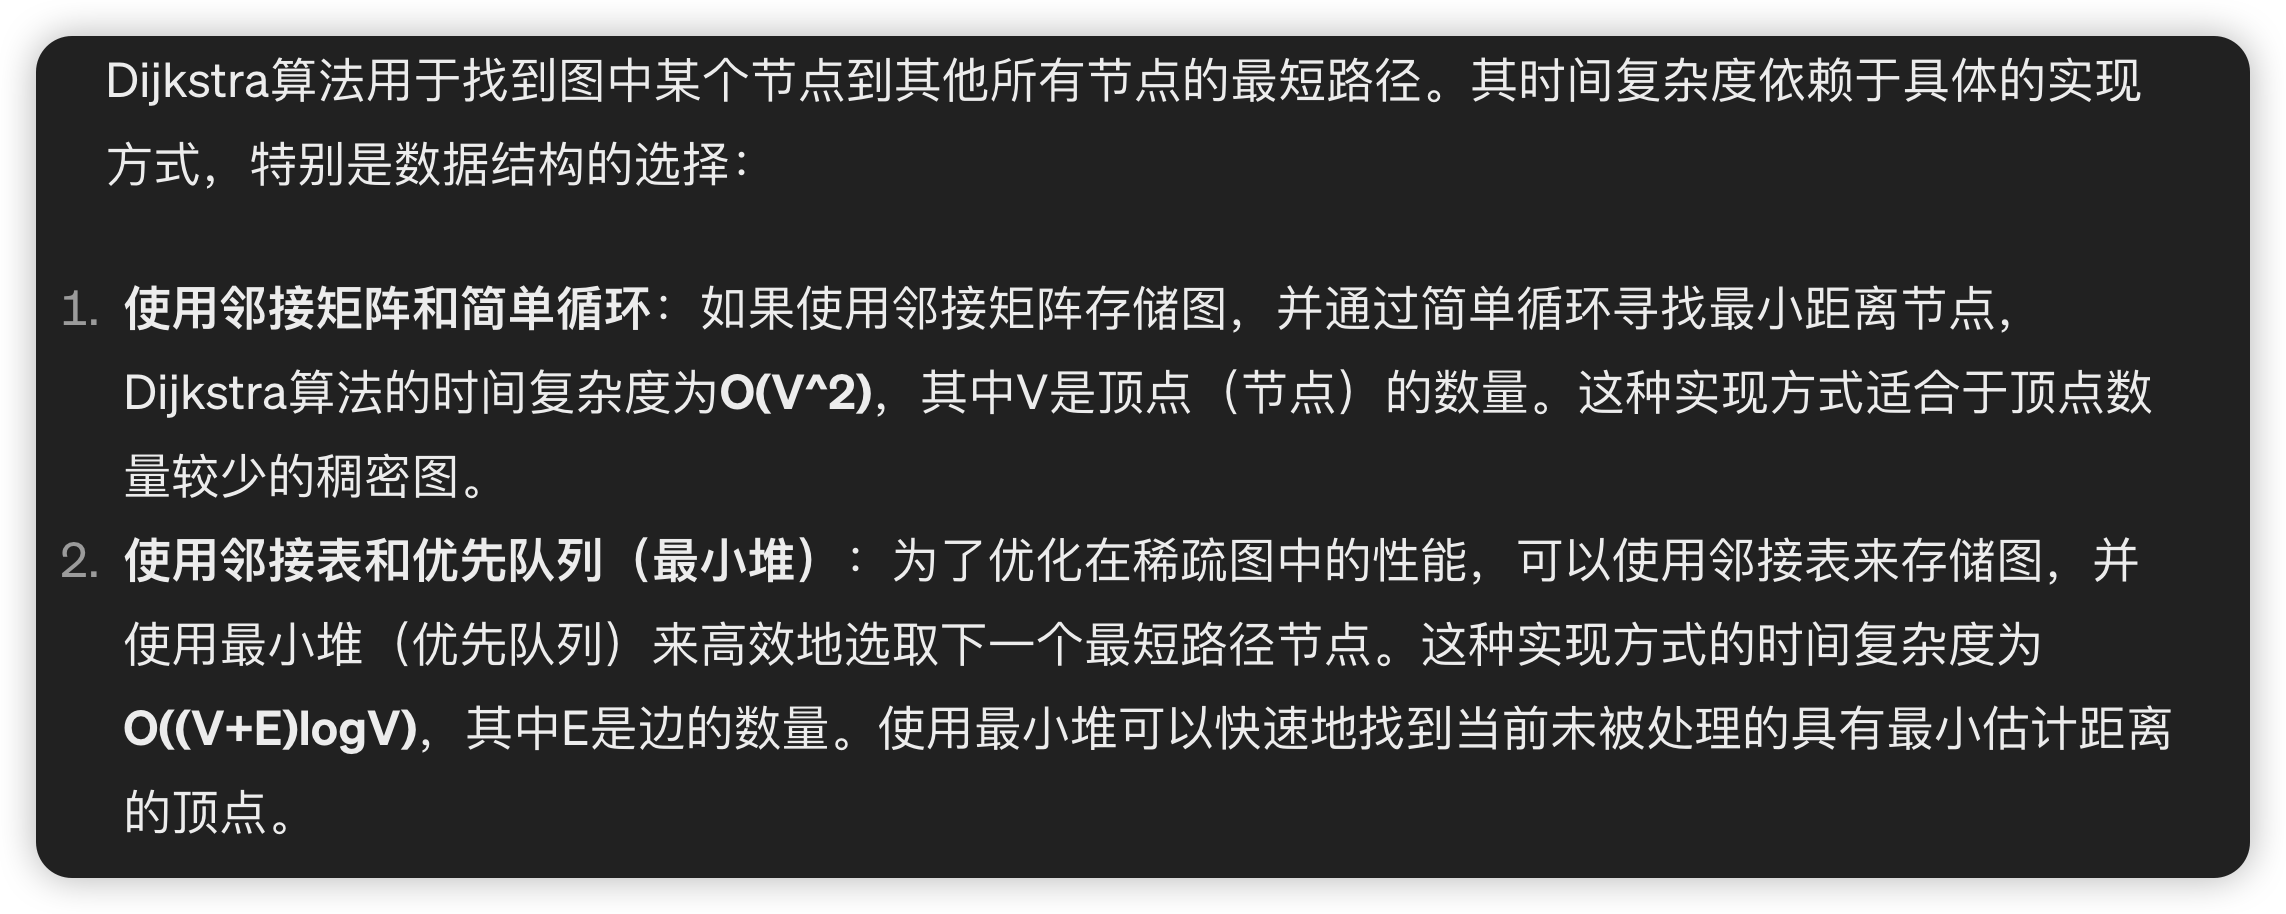 Dijkstra算法用于找到图中某个节点到其他所有节点的最短路径。其时间复杂度依赖于具体的实现
方式，特别是数据结构的选择：
1. 使用邻接矩阵和简单循环：如果使用邻接矩阵存储图，并通过简单循环寻找最小距离节点，
Dijkstra算法的时间复杂度为O(V^2)，其中V是顶点（节点）的数量。这种实现方式适合于顶点数
量较少的稠密图。
2. 使用邻接表和优先队列（最小堆）：为了优化在稀疏图中的性能，可以使用邻接表来存储图，并
使用最小堆（优先队列）来高效地选取下一个最短路径节点。这种实现方式的时间复杂度为
O((V+E)logV)，其中E是边的数量。使用最小堆可以快速地找到当前未被处理的具有最小估计距离
的顶点。